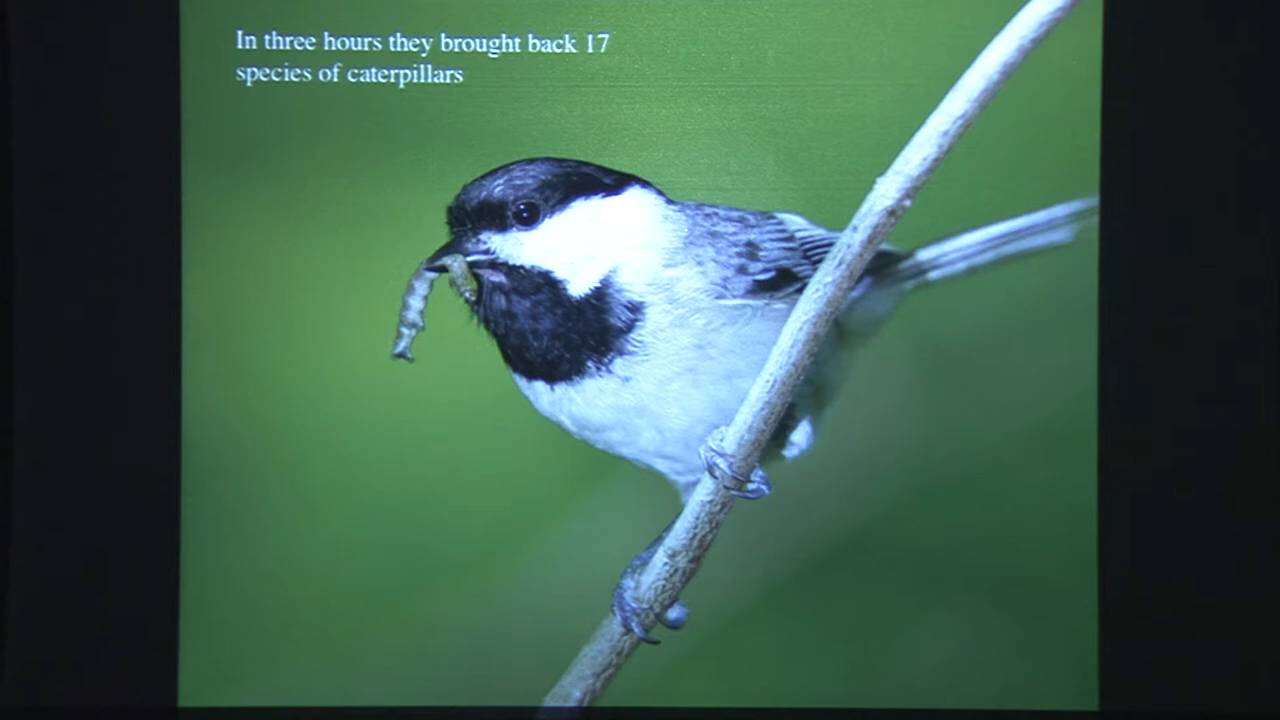 In three hours they brought back 17
species of caterpillars